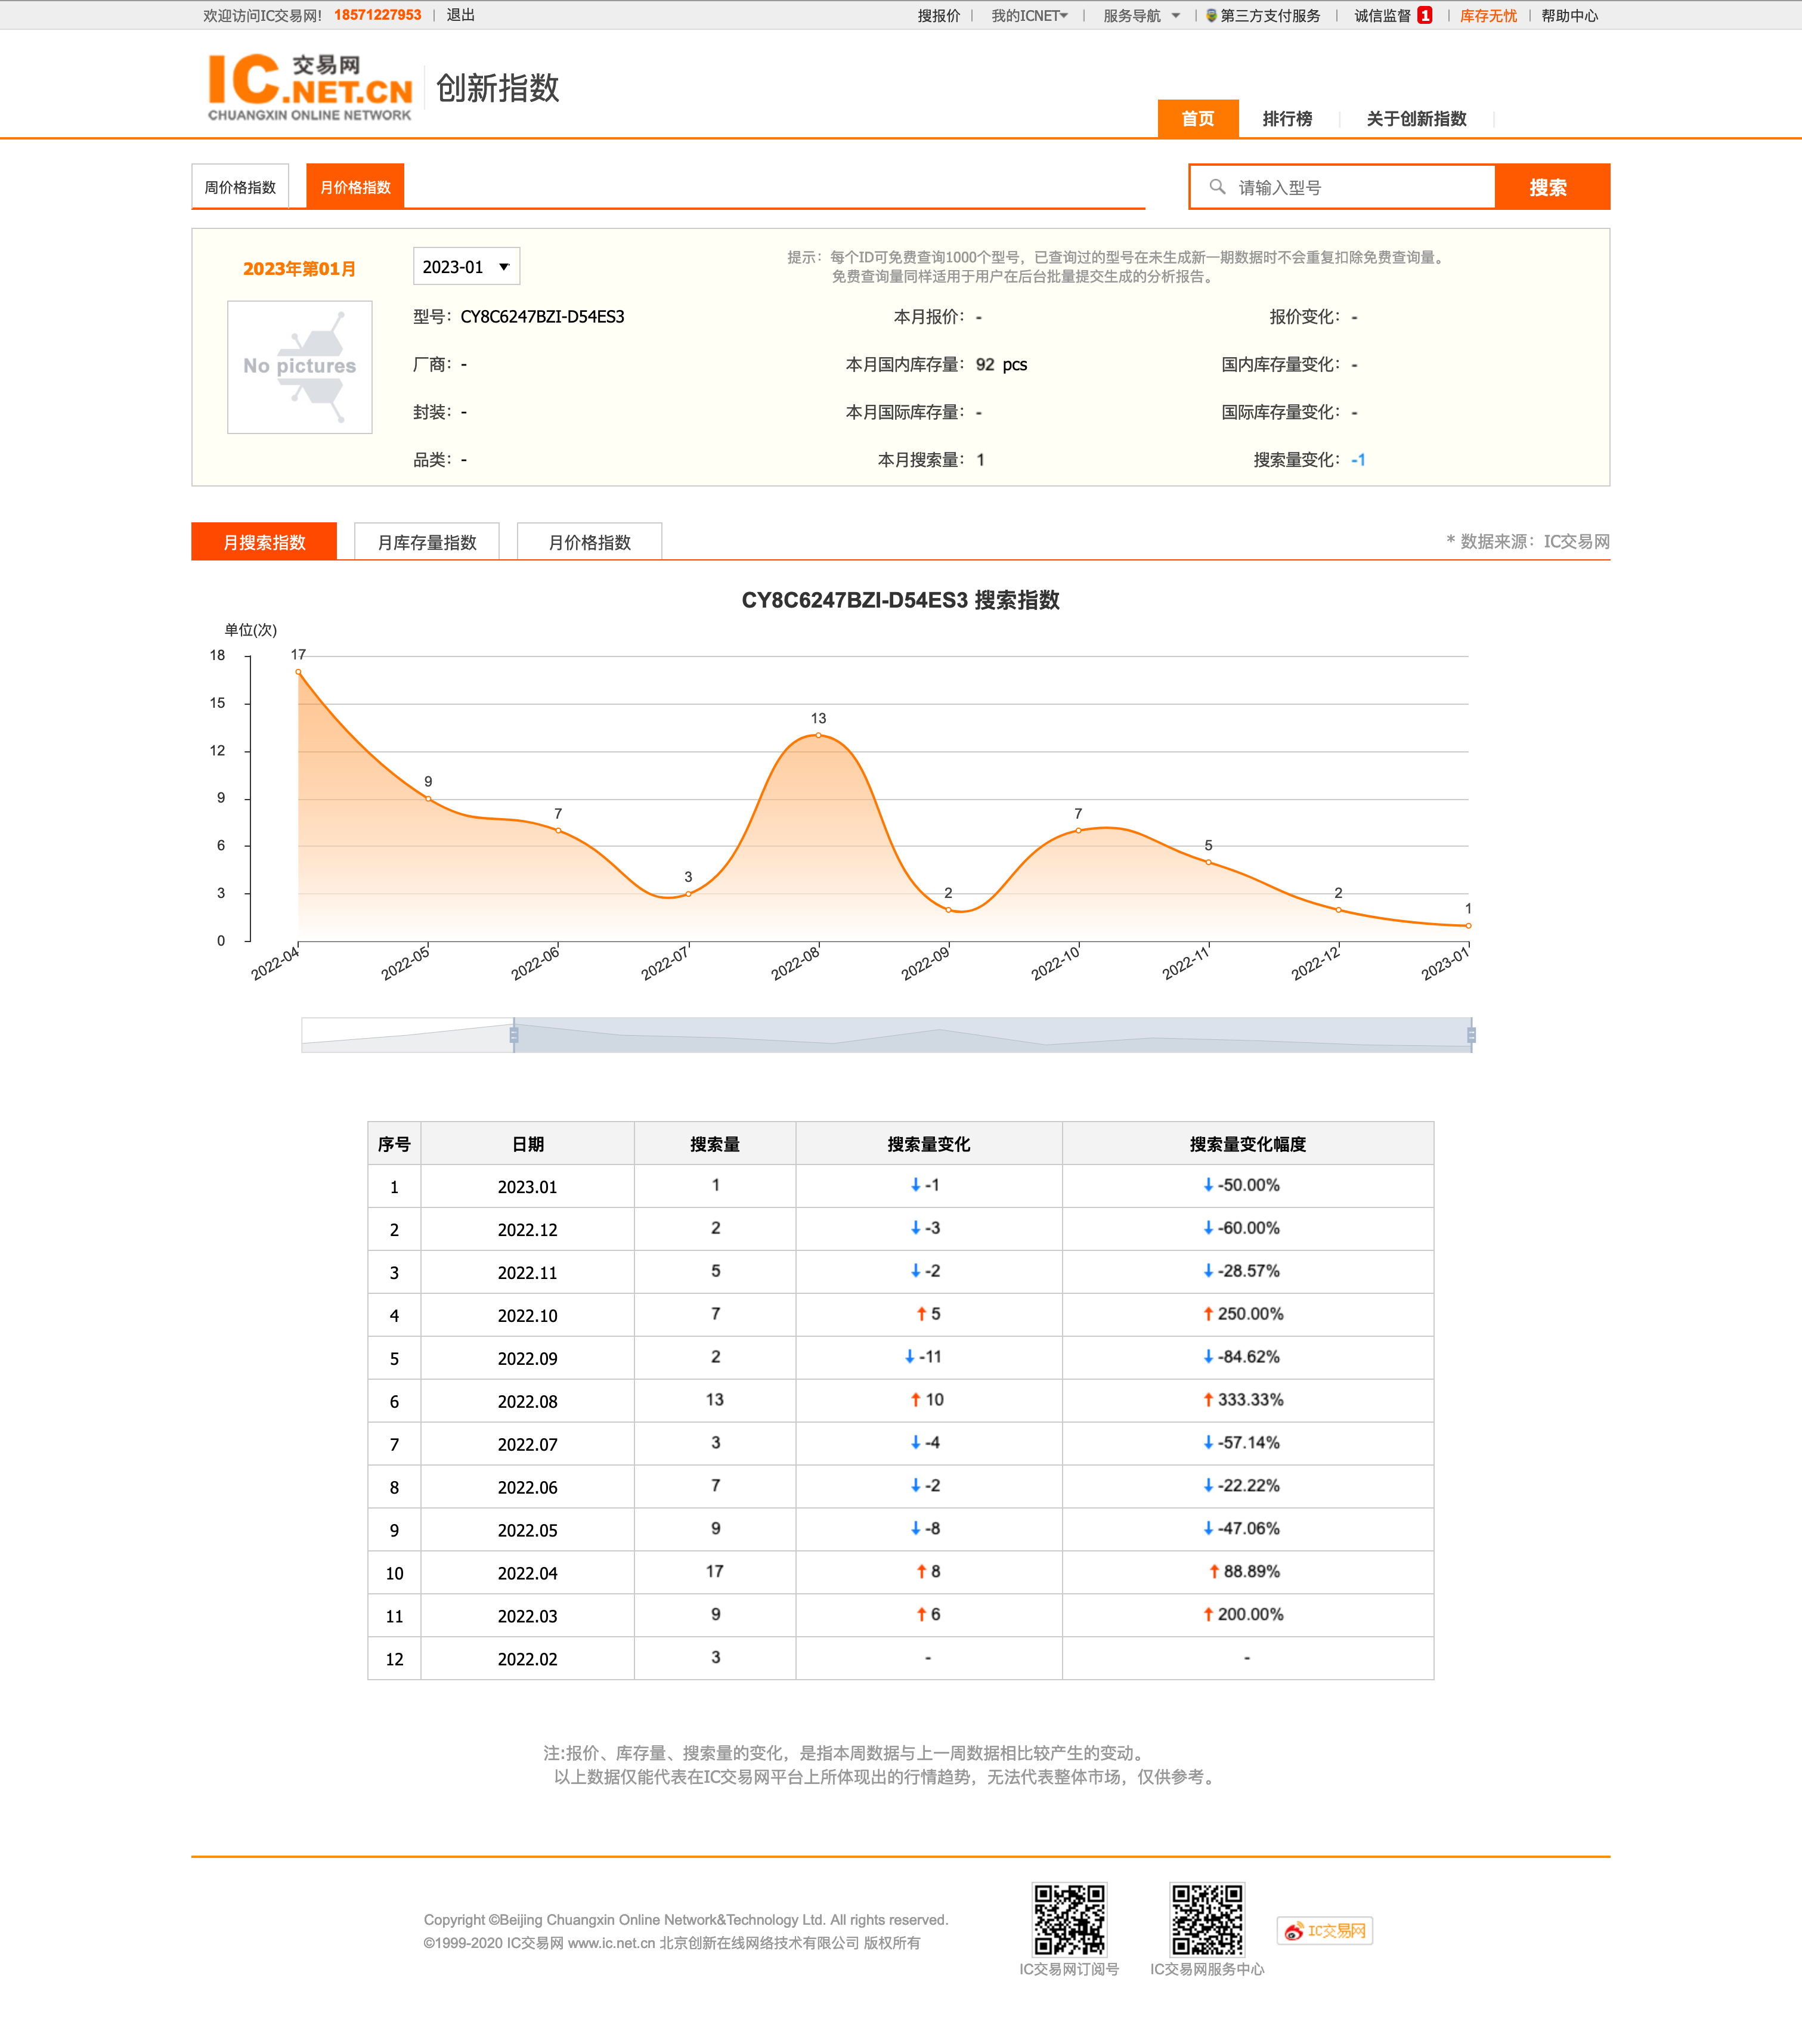 欢迎访问IC交易网! 18571227953 | 退出 搜报价 | 我的ICNET | 服务导航 | 第三方支付服务 | 诚信监督 1 | 库存无忧 | 帮助中心
IC交易网.NET.CN
CHUANGXIN ONLINE NETWORK
创新指数
首页 排行榜 关于创新指数
周价格指数 月价格指数 请输入型号 搜索
2023年第01月 2023-01 提示：每个ID可免费查询1000个型号，已查询过的型号在未生成新一期数据时不会重复扣除免费查询量。
免费查询量同样适用于用户在后台批量提交生成的分析报告。
No pictures
型号：CY8C6247BZI-D54ES3 本月报价：- 报价变化：-
厂商：- 本月国内库存量：92 pcs 国内库存量变化：-
封装：- 本月国际库存量：- 国际库存量变化：-
品类：- 本月搜索量：1 搜索量变化：-1
月搜索指数 月库存量指数 月价格指数 * 数据来源：IC交易网
CY8C6247BZI-D54ES3 搜索指数
单位(次)
18
15
12
9
6
3
0
17 9 7 3 13 2 7 5 2 1
2022-04 2022-05 2022-06 2022-07 2022-08 2022-09 2022-10 2022-11 2022-12 2023-01
序号 日期 搜索量 搜索量变化 搜索量变化幅度
1 2023.01 1 ↓ -1 ↓ -50.00%
2 2022.12 2 ↓ -3 ↓ -60.00%
3 2022.11 5 ↓ -2 ↓ -28.57%
4 2022.10 7 ↑ 5 ↑ 250.00%
5 2022.09 2 ↓ -11 ↓ -84.62%
6 2022.08 13 ↑ 10 ↑ 333.33%
7 2022.07 3 ↓ -4 ↓ -57.14%
8 2022.06 7 ↓ -2 ↓ -22.22%
9 2022.05 9 ↓ -8 ↓ -47.06%
10 2022.04 17 ↑ 8 ↑ 88.89%
11 2022.03 9 ↑ 6 ↑ 200.00%
12 2022.02 3 - -
注:报价、库存量、搜索量的变化，是指本周数据与上一周数据相比较产生的变动。
以上数据仅能代表在IC交易网平台上所体现出的行情趋势，无法代表整体市场，仅供参考。
Copyright ©Beijing Chuangxin Online Network&Technology Ltd. All rights reserved.
©1999-2020 IC交易网 www.ic.net.cn 北京创新在线网络技术有限公司 版权所有
IC交易网订阅号 IC交易网服务中心
IC交易网